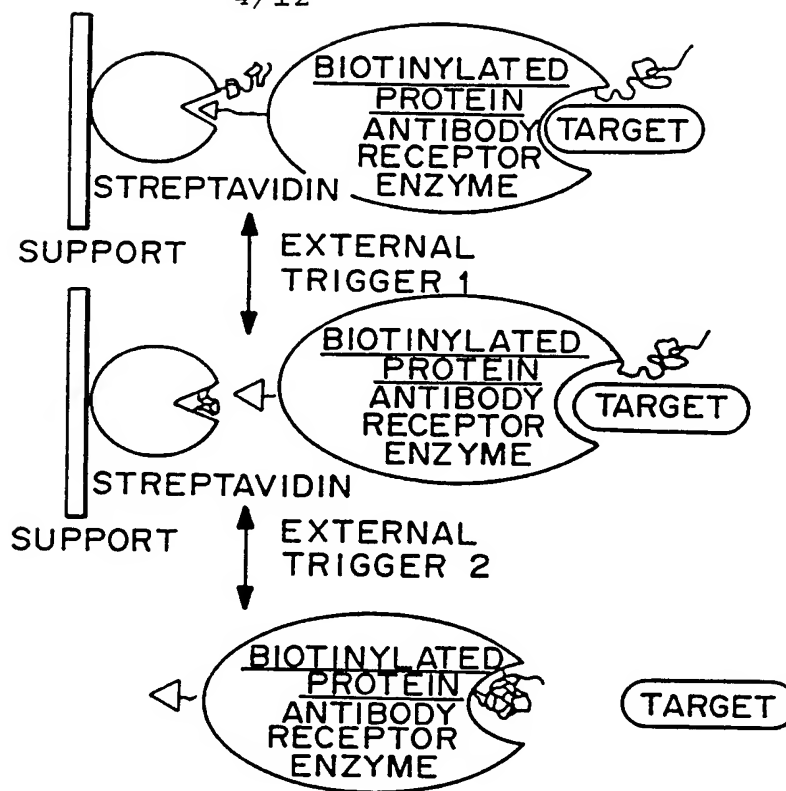 4/12
BIOTINYLATED
PROTEIN
ANTIBODY
RECEPTOR
ENZYME
TARGET
STREPTAVIDIN
SUPPORT
EXTERNAL
TRIGGER 1
BIOTINYLATED
PROTEIN
ANTIBODY
RECEPTOR
ENZYME
TARGET
STREPTAVIDIN
SUPPORT
EXTERNAL
TRIGGER 2
BIOTINYLATED
PROTEIN
ANTIBODY
RECEPTOR
ENZYME
TARGET